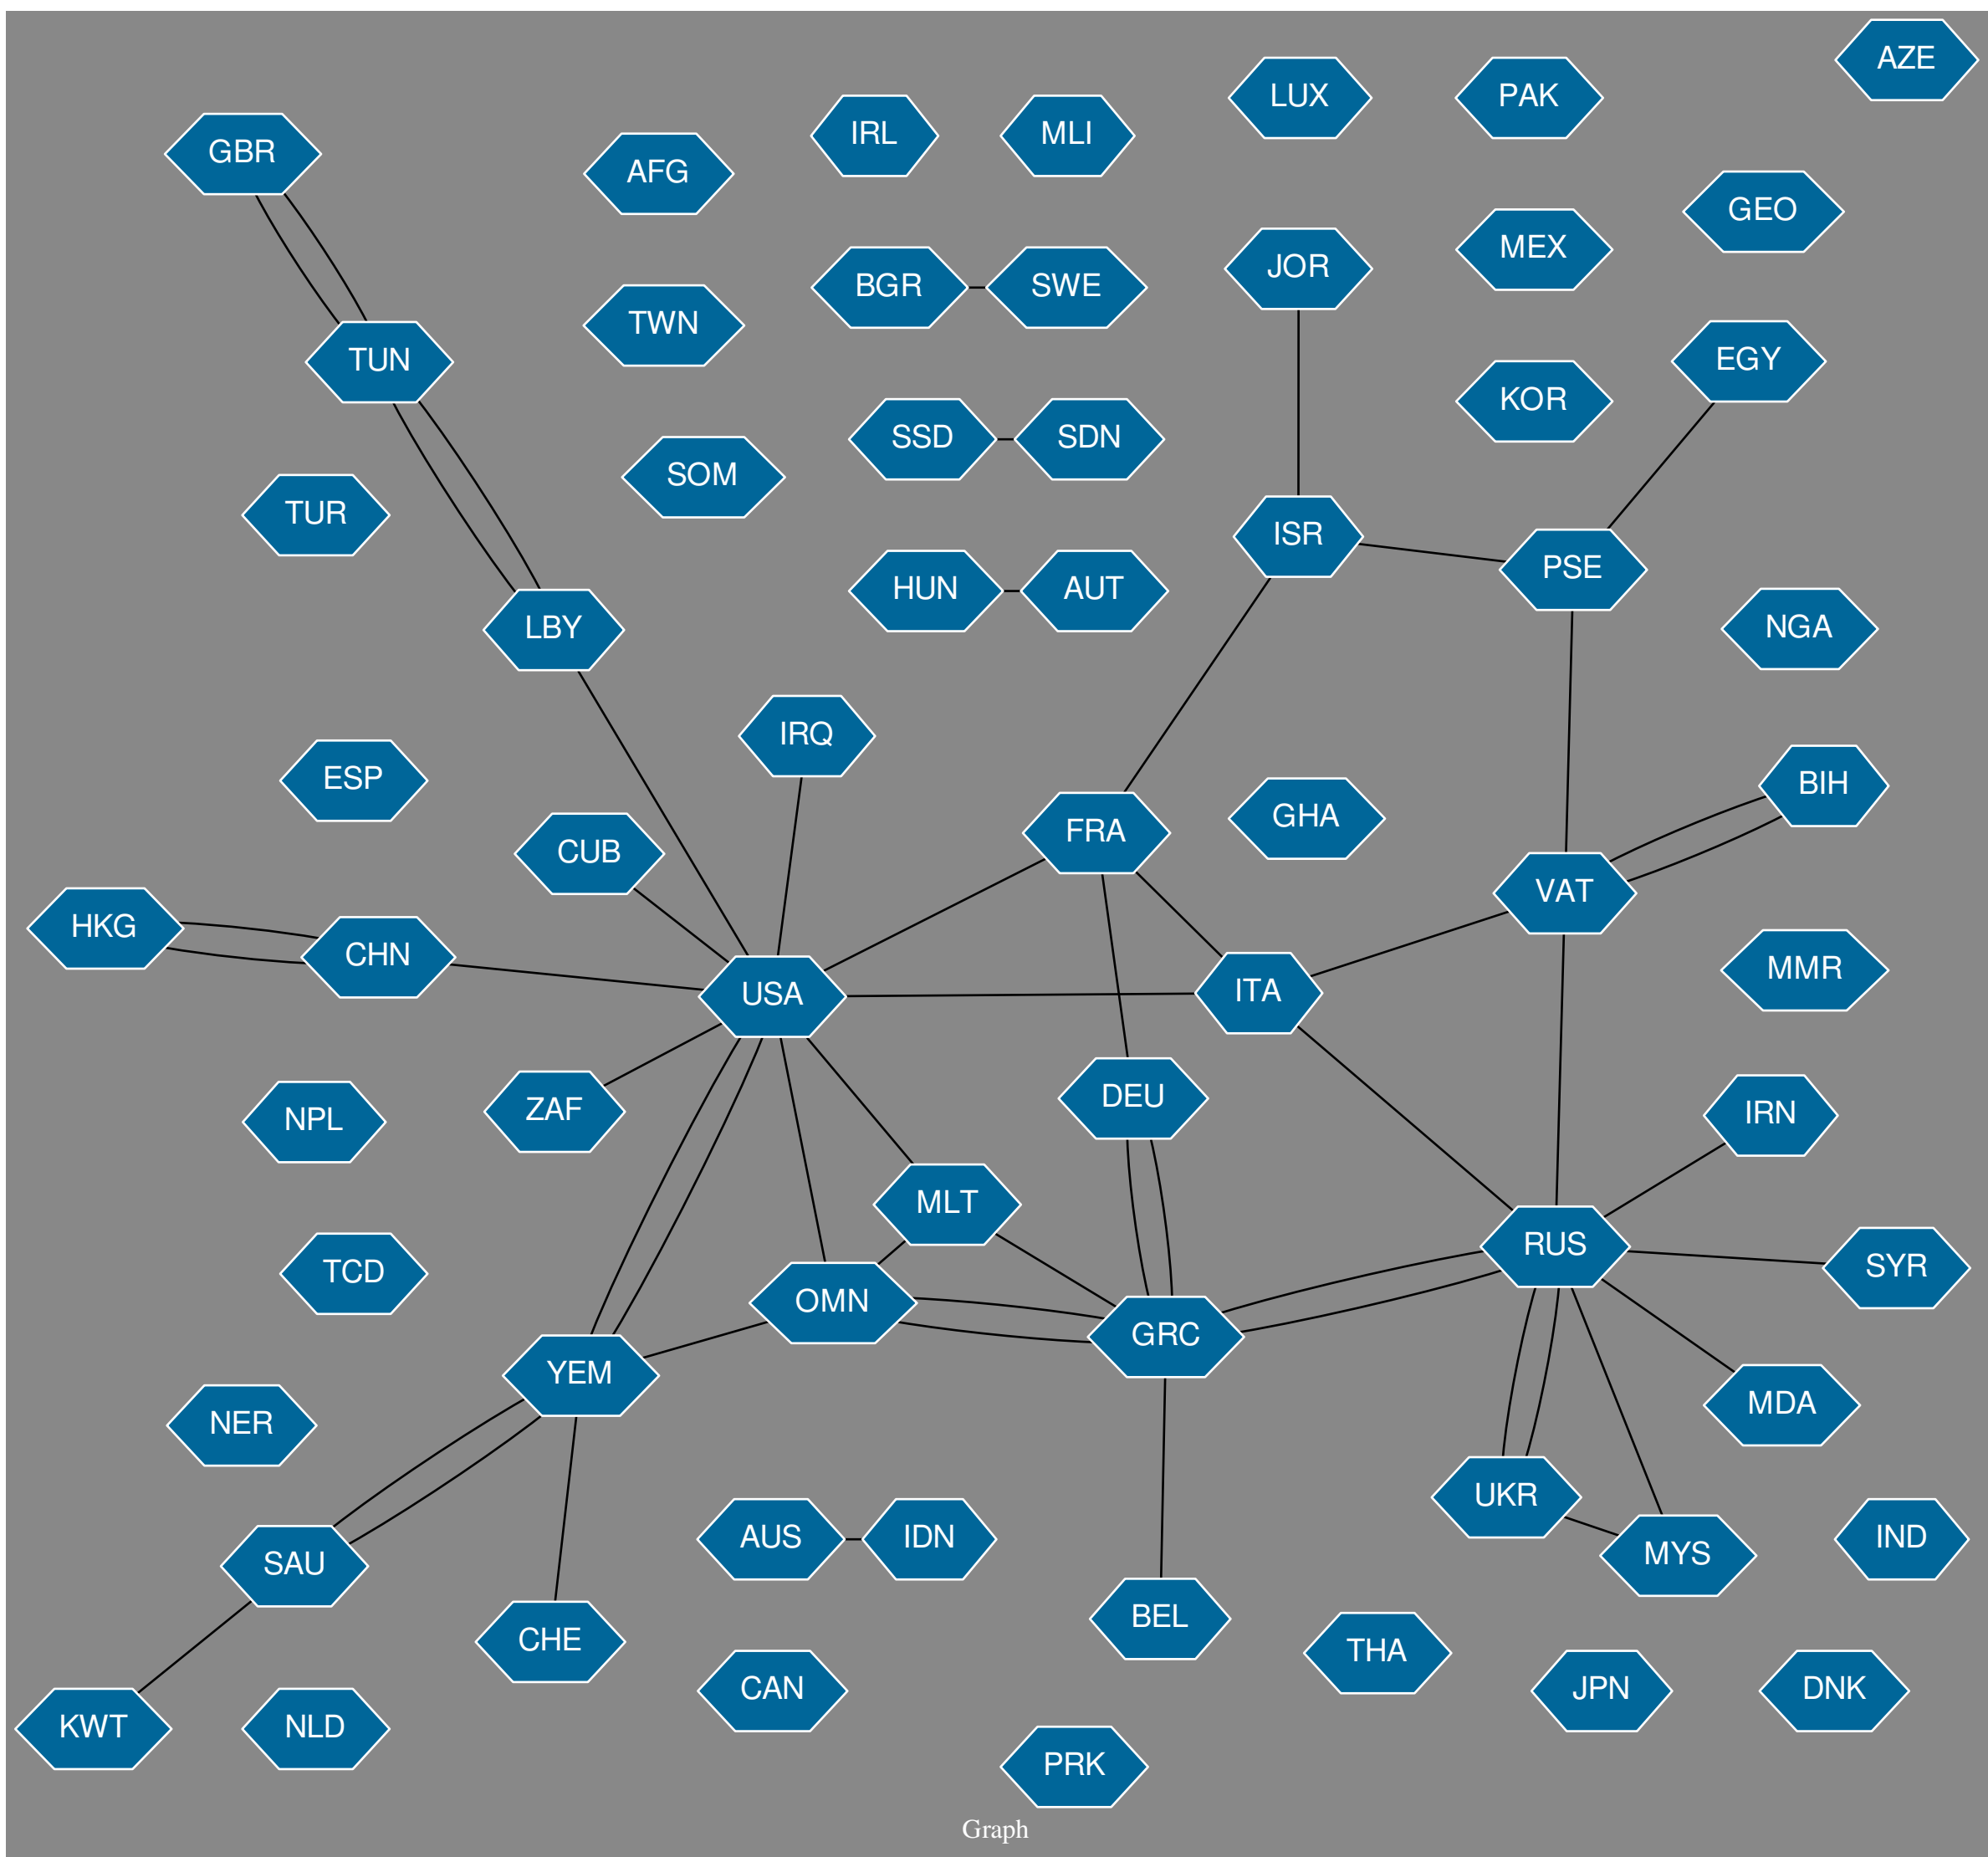 AZE
LUX
PAK
IRL
MLI
GBR
AFG
GEO
MEX
JOR
BGR
SWE
TWN
TUN
EGY
KOR
SSD
SDN
SOM
TUR
ISR
PSE
HUN
AUT
LBY
NGA
IRQ
ESP
BIH
GHA
FRA
CUB
VAT
HKG
CHN
MMR
USA
ITA
DEU
ZAF
NPL
IRN
MLT
RUS
SYR
TCD
OMN
GRC
YEM
MDA
NER
UKR
AUS
IDN
IND
MYS
SAU
BEL
CHE
THA
CAN
JPN
DNK
KWT
NLD
PRK
Graph